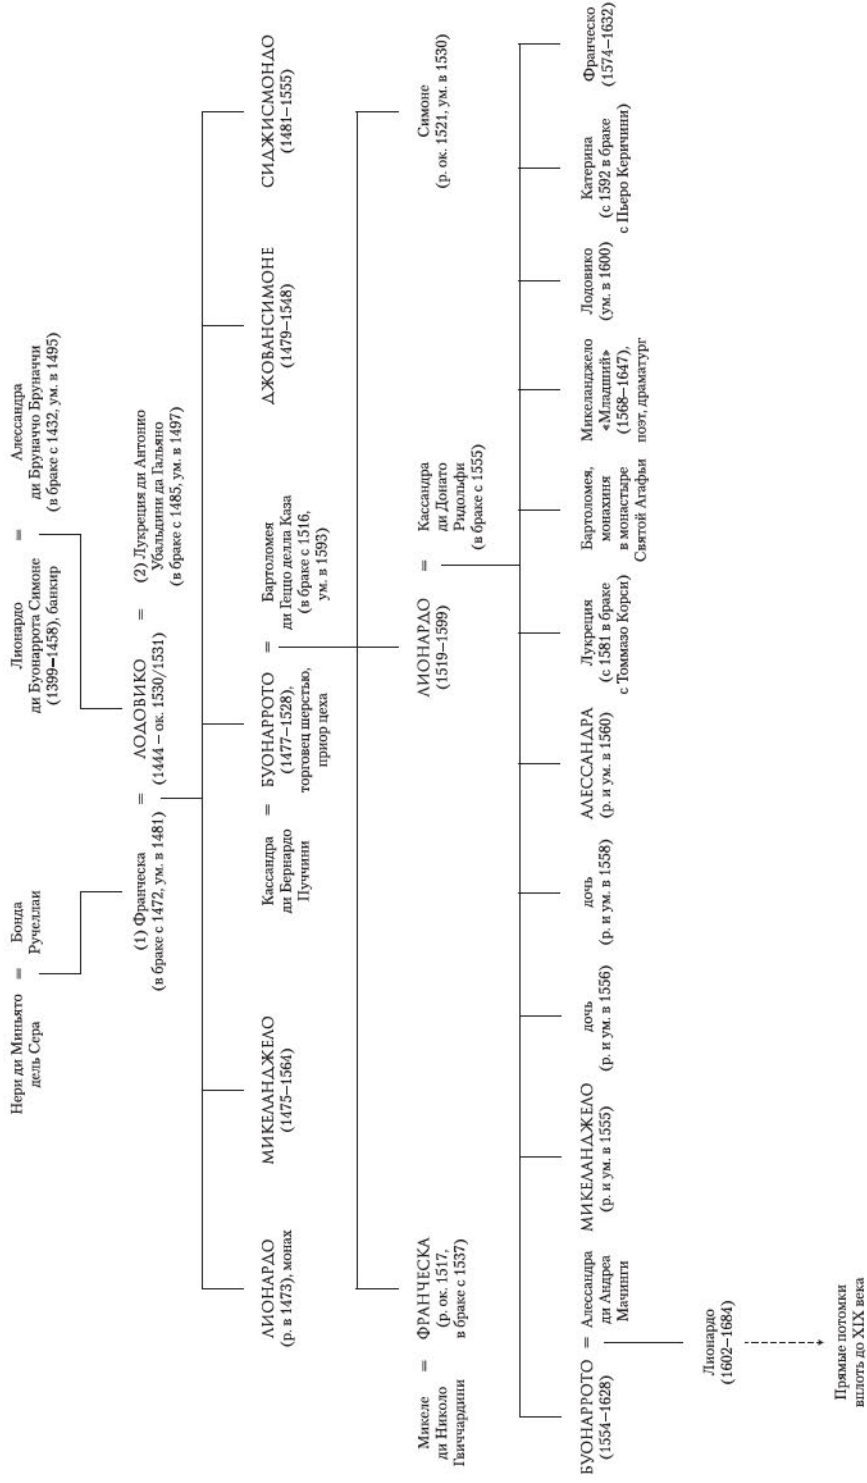 Нери ди Миньято
дель Сера
=
Бонда
Ручеллаи
Лионардо
ди Буонаррота Симоне
(1399–1458), банкир
=
Алессандра
ди Бруначчо Бруначчи
(в браке с 1432, ум. в 1495)
(1) Франческа
(в браке с 1472, ум. в 1481)
=
ЛОДОВИКО
(1444 – ок. 1530/1531)
=
(2) Лукреция ди Антонио
Убальдини да Гальяно
(в браке с 1485, ум. в 1497)
ЛИОНАРДО
(р. в 1473), монах
МИКЕЛАНДЖЕЛО
(1475–1564)
Кассандра
ди Бернардо
Пуччини
=
БУОНАРРОТО
(1477–1528),
торговец шерстью,
приор цеха
=
Бартоломея
ди Геццо делла Каза
(в браке с 1516,
ум. в 1593)
ДЖОВАНСИМОНЕ
(1479–1548)
СИДЖИСМОНДО
(1481–1555)
Микеле
ди Николо
Гвиччардини
=
ФРАНЧЕСКА
(р. ок. 1517,
в браке с 1537)
ЛИОНАРДО
(1519–1599)
=
Кассандра
ди Донато
Ридольфи
(в браке с 1555)
Симоне
(р. ок. 1521, ум. в 1530)
БУОНАРРОТО
(1554–1628)
=
Алессандра
ди Андреа
Мачинги
МИКЕЛАНДЖЕЛО
(р. и ум. в 1555)
дочь
(р. и ум. в 1556)
дочь
(р. и ум. в 1558)
АЛЕССАНДРА
(р. и ум. в 1560)
Лукреция
(с 1581 в браке
с Томмазо Корси)
Бартоломея,
монахиня
в монастыре
Святой Агафьи
Микеланджело
«Младший»
(1568–1647),
поэт, драматург
Лодовико
(ум. в 1600)
Катерина
(с 1592 в браке
с Пьеро Керичини)
Франческо
(1574–1632)
Лионардо
(1602–1684)
Прямые потомки
вплоть до XIX века